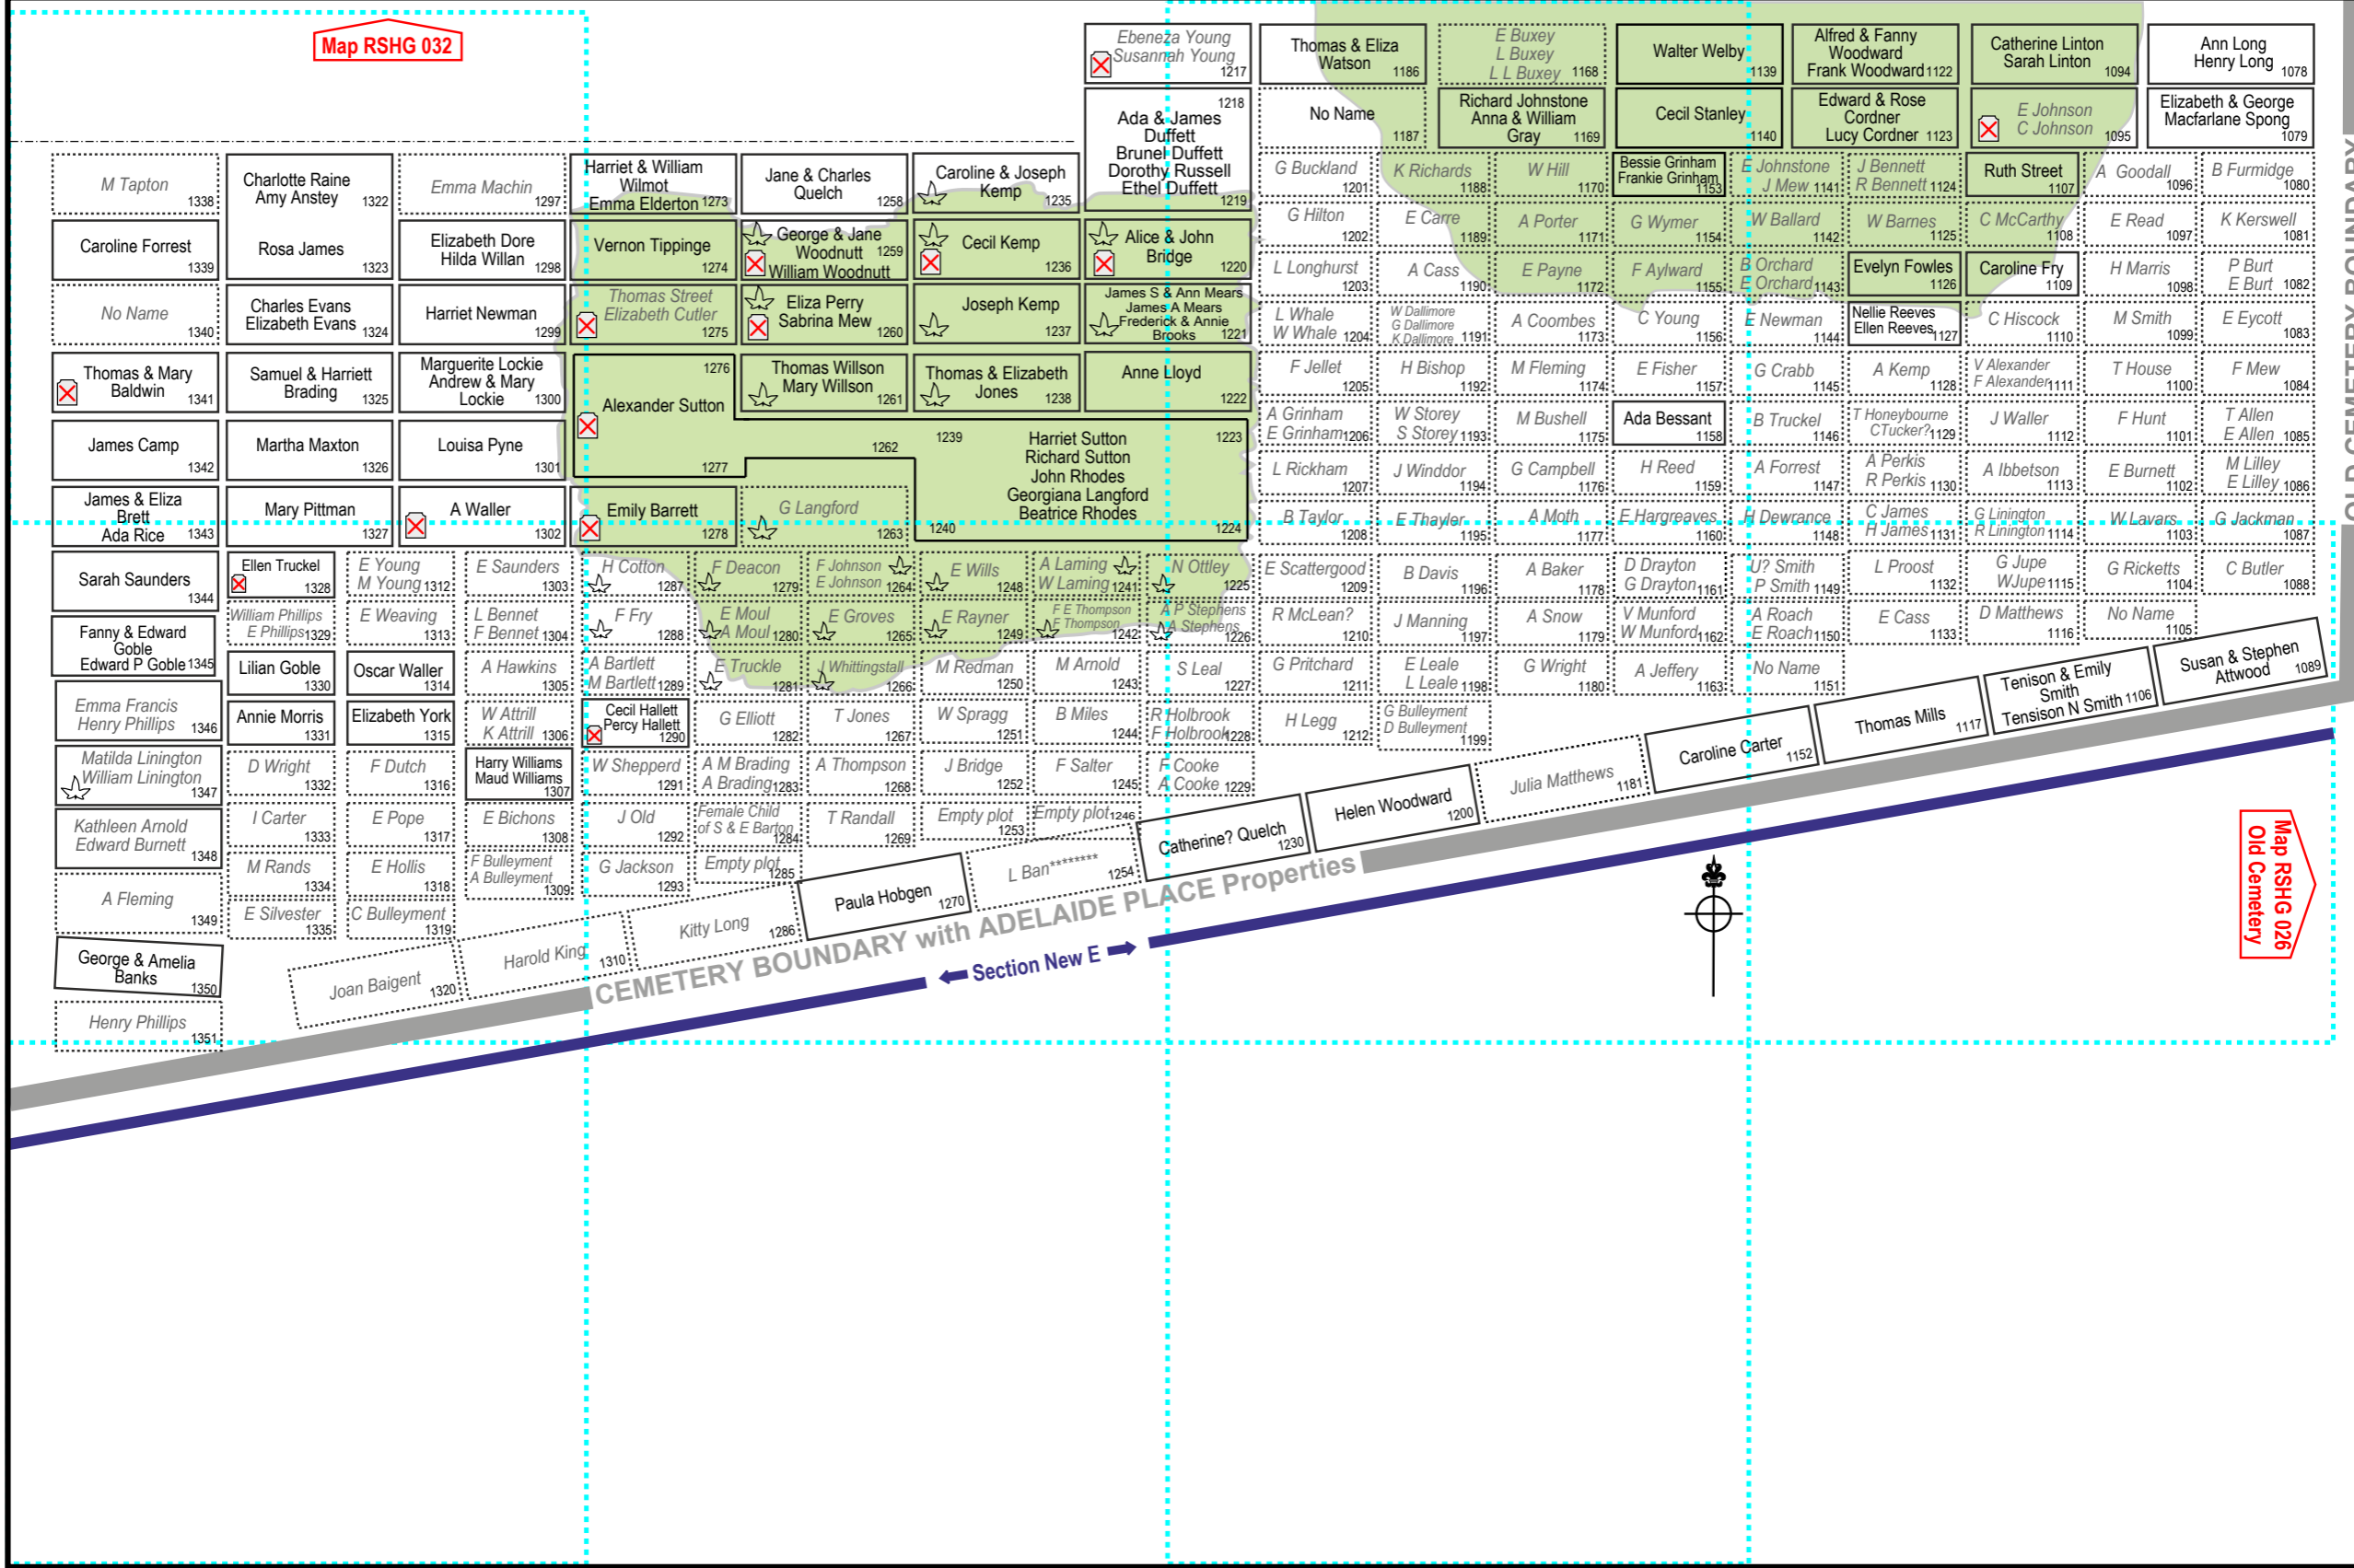 Map RSHG 032
Ebeneza Young
Susannah Young
1217
Thomas & Eliza
Watson
1186
E Buxey
L Buxey
L L Buxey 1168
Walter Welby
1139
Alfred & Fanny
Woodward
Frank Woodward 1122
Catherine Linton
Sarah Linton
1094
Ann Long
Henry Long
1078
1218
Ada & James
Duffett
Brunel Duffett
Dorothy Russell
Ethel Duffett
1219
No Name
1187
Richard Johnstone
Anna & William
Gray 1169
Cecil Stanley
1140
Edward & Rose
Cordner
Lucy Cordner 1123
E Johnson
C Johnson 1095
Elizabeth & George
Macfarlane Spong
1079
M Tapton
1338
Charlotte Raine
Amy Anstey
1322
Emma Machin
1297
Harriet & William
Wilmot
Emma Elderton 1273
Jane & Charles
Quelch
1258
Caroline & Joseph
Kemp
1235
G Buckland
1201
K Richards
1188
W Hill
1170
Bessie Grinham
Frankie Grinham
1153
E Johnstone
J Mew 1141
J Bennett
R Bennett 1124
Ruth Street
1107
A Goodall
1096
B Furmidge
1080
Caroline Forrest
1339
Rosa James
1323
Elizabeth Dore
Hilda Willan
1298
Vernon Tippinge
1274
George & Jane
Woodnutt
William Woodnutt
1259
Cecil Kemp
1236
Alice & John
Bridge
1220
G Hilton
1202
E Carre
1189
A Porter
1171
G Wymer
1154
W Ballard
1142
W Barnes
1125
C McCarthy
1108
E Read
1097
K Kerswell
1081
L Longhurst
1203
A Cass
1190
E Payne
1172
F Aylward
1155
B Orchard
E Orchard 1143
Evelyn Fowles
1126
Caroline Fry
1109
H Marris
1098
P Burt
E Burt 1082
No Name
1340
Charles Evans
Elizabeth Evans 1324
Harriet Newman
1299
Thomas Street
Elizabeth Cutler
1275
Eliza Perry
Sabrina Mew 1260
Joseph Kemp
1237
James S & Ann Mears
James A Mears
Frederick & Annie
Brooks 1221
L Whale
W Whale 1204
W Dallimore
G Dallimore
K Dallimore 1191
A Coombes
1173
C Young
1156
E Newman
1144
Nellie Reeves
Ellen Reeves
1127
C Hiscock
1110
M Smith
1099
E Eycott
1083
Thomas & Mary
Baldwin
1341
Samuel & Harriett
Brading
1325
Marguerite Lockie
Andrew & Mary
Lockie 1300
1276
Alexander Sutton
1277
Thomas Willson
Mary Willson
1261
Thomas & Elizabeth
Jones
1238
Anne Lloyd
1222
F Jellet
1205
H Bishop
1192
M Fleming
1174
E Fisher
1157
G Crabb
1145
A Kemp
1128
V Alexander
F Alexander 1111
T House
1100
F Mew
1084
James Camp
1342
Martha Maxton
1326
Louisa Pyne
1301
1262
1239
1223
Harriet Sutton
Richard Sutton
John Rhodes
Georgiana Langford
Beatrice Rhodes
1240
1224
A Grinham
E Grinham 1206
W Storey
S Storey 1193
M Bushell
1175
Ada Bessant
1158
B Truckel
1146
T Honeybourne
CTucker? 1129
J Waller
1112
F Hunt
1101
T Allen
E Allen 1085
L Rickham
1207
J Winddor
1194
G Campbell
1176
H Reed
1159
A Forrest
1147
A Perkis
R Perkis 1130
A Ibbetson
1113
E Burnett
1102
M Lilley
E Lilley 1086
James & Eliza
Brett
Ada Rice 1343
Mary Pittman
1327
A Waller
1302
Emily Barrett
1278
G Langford
1263
B Taylor
1208
E Thayler
1195
A Moth
1177
E Hargreaves
1160
H Dewrance
1148
C James
H James 1131
G Linington
R Linington 1114
W Lavars
1103
G Jackman
1087
Sarah Saunders
1344
Ellen Truckel
1328
E Young
M Young 1312
E Saunders
1303
H Cotton
1287
F Deacon
1279
F Johnson
E Johnson 1264
E Wills
1248
A Laming
W Laming 1241
N Ottley
1225
E Scattergood
1209
B Davis
1196
A Baker
1178
D Drayton
G Drayton 1161
U? Smith
P Smith 1149
L Proost
1132
G Jupe
WJupe 1115
G Ricketts
1104
C Butler
1088
Fanny & Edward
Goble
Edward P Goble 1345
William Phillips
E Phillips 1329
E Weaving
1313
L Bennet
F Bennet 1304
F Fry
1288
E Moul
A Moul 1280
E Groves
1265
E Rayner
1249
F E Thompson
F Thompson
1242
A P Stephens
A Stephens
1226
R McLean?
1210
J Manning
1197
A Snow
1179
V Munford
W Munford 1162
A Roach
E Roach 1150
E Cass
1133
D Matthews
1116
No Name
1105
Lilian Goble
1330
Oscar Waller
1314
A Hawkins
1305
A Bartlett
M Bartlett 1289
E Truckle
1281
J Whittingstall
1266
M Redman
1250
M Arnold
1243
S Leal
1227
G Pritchard
1211
E Leale
L Leale 1198
G Wright
1180
A Jeffery
1163
No Name
1151
Tenison & Emily
Smith
Tensison N Smith 1106
Susan & Stephen
Attwood
1089
Emma Francis
Henry Phillips
1346
Annie Morris
1331
Elizabeth York
1315
W Attrill
K Attrill 1306
Cecil Hallett
Percy Hallett
1290
G Elliott
1282
T Jones
1267
W Spragg
1251
B Miles
1244
R Holbrook
F Holbrook 1228
H Legg
1212
G Bulleyment
D Bulleyment
1199
Caroline Carter
1152
Thomas Mills
1117
Matilda Linington
William Linington
1347
D Wright
1332
F Dutch
1316
Harry Williams
Maud Williams
1307
W Shepperd
1291
A M Brading
A Brading 1283
A Thompson
1268
J Bridge
1252
F Salter
1245
F Cooke
A Cooke 1229
Helen Woodward
1200
Julia Matthews
1181
Kathleen Arnold
Edward Burnett
1348
I Carter
1333
E Pope
1317
E Bichons
1308
J Old
1292
Female Child
of S & E Barton
1284
T Randall
1269
Empty plot
1253
Empty plot 1246
Catherine? Quelch
1230
A Fleming
1349
M Rands
1334
E Hollis
1318
F Bulleyment
A Bulleyment
1309
G Jackson
1293
Empty plot
1285
Paula Hobgen
1270
L Ban********
1254
E Silvester
1335
C Bulleyment
1319
Harold King
1310
Kitty Long
1286
George & Amelia
Banks
1350
Joan Baigent
1320
Henry Phillips
1351
CEMETERY BOUNDARY with ADELAIDE PLACE Properties
Section New E
OLD CEMETERY BOUNDARY
Map RSHG 026
Old Cemetery